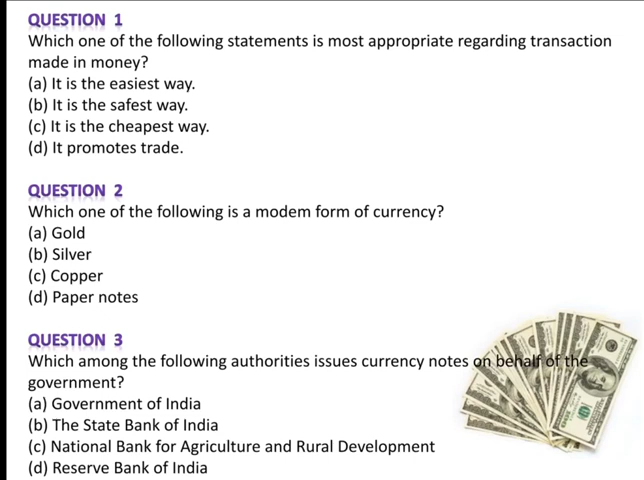 QUESTION 1
Which one of the following statements is most appropriate regarding transaction
made in money?
(a) It is the easiest way.
(b) It is the safest way.
(c) It is the cheapest way.
(d) It promotes trade.
QUESTION 2
Which one of the following is a modem form of currency?
(a) Gold
(b) Silver
(c) Copper
(d) Paper notes
QUESTION 3
Which among the following authorities issues currency notes on behalf of the
government?
(a) Government of India
(b) The State Bank of India
(c) National Bank for Agriculture and Rural Development
(d) Reserve Bank of India